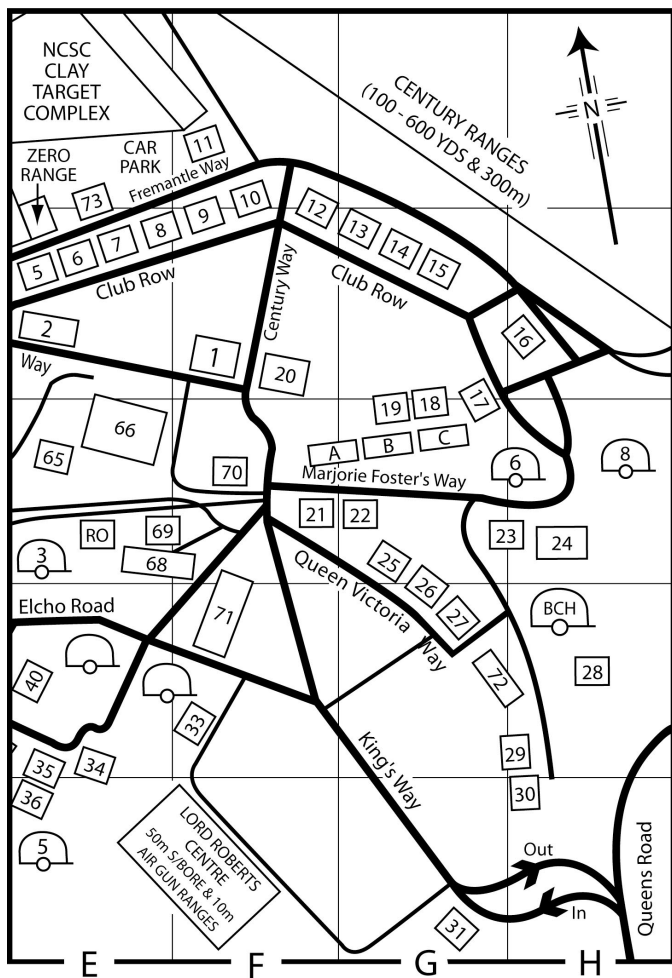 NCSC
CLAY
TARGET
COMPLEX
CENTURY RANGES
(100 - 600 YDS & 300m)
N
ZERO
RANGE
CAR
PARK
11
73
Fremantle Way
5
6
7
8
9
10
12
13
14
15
Club Row
Century Way
Club Row
2
1
16
Way
20
19
18
17
66
65
A
B
C
70
Marjorie Foster's Way
6
8
21
22
23
24
RO
69
3
68
25
26
27
Queen Victoria
Way
Elcho Road
71
BCH
28
40
33
72
29
35
34
36
30
King's Way
5
LORD ROBERTS
CENTRE
50m S/BORE & 10m
AIR GUN RANGES
Out
In
Queens Road
31
E
F
G
H